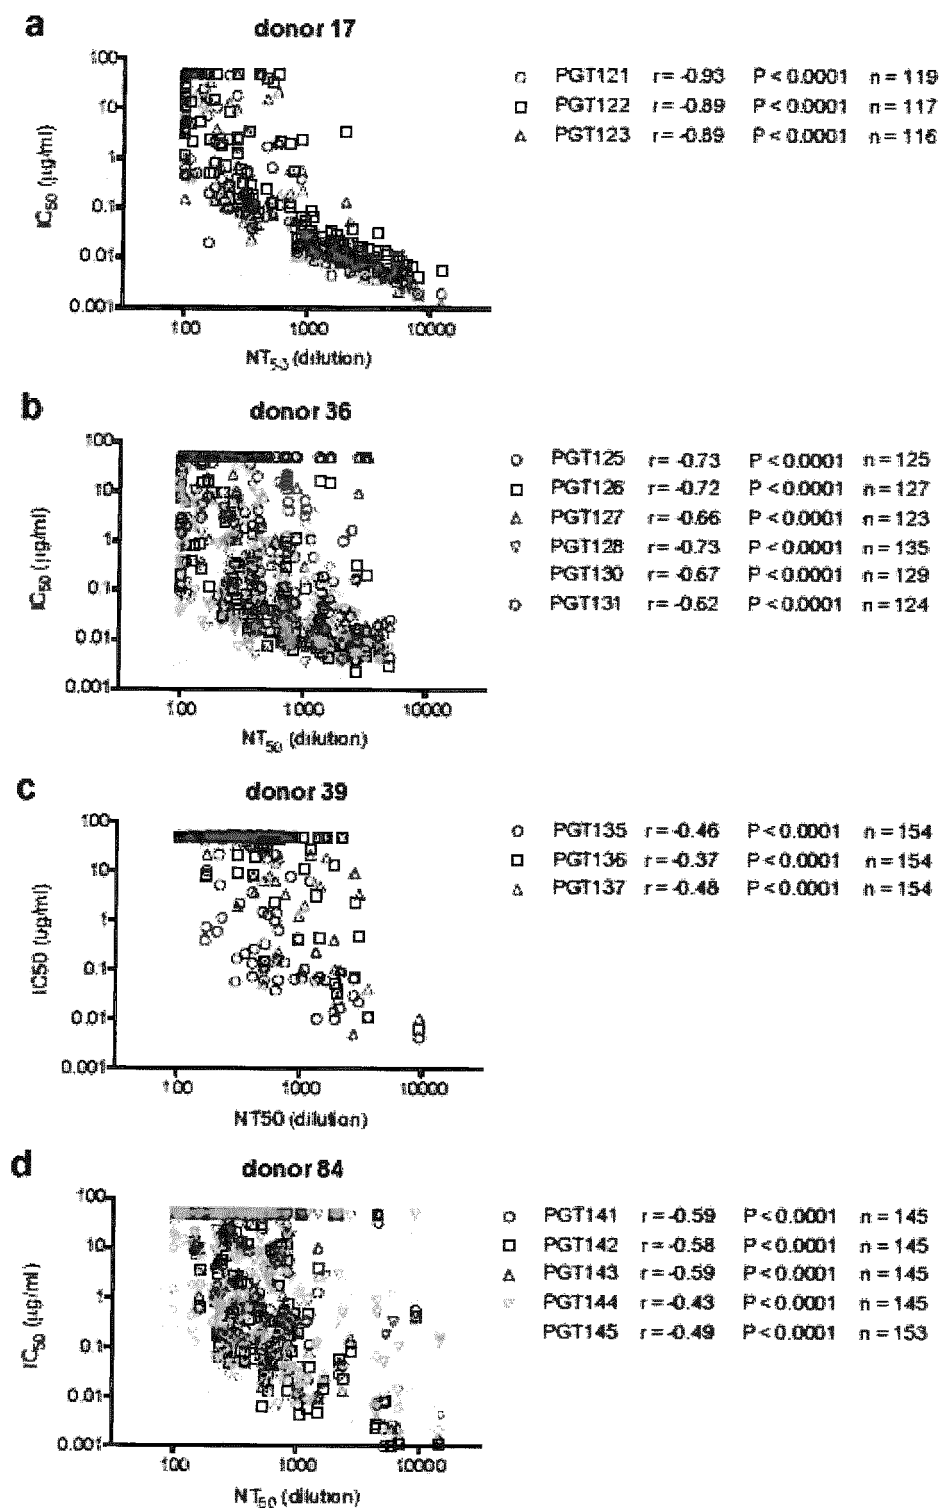 a
donor 17
IC50 (µg/ml)
100
10
1
0.1
0.01
0.001
100 1000 10000
NT50 (dilution)
PGT121 r= -0.93 P < 0.0001 n = 119
PGT122 r= -0.89 P < 0.0001 n = 117
PGT123 r= -0.89 P < 0.0001 n = 116
b
donor 36
IC50 (µg/ml)
100
10
1
0.1
0.01
0.001
100 1000 10000
NT50 (dilution)
PGT125 r= -0.73 P < 0.0001 n = 125
PGT126 r= -0.72 P < 0.0001 n = 127
PGT127 r= -0.66 P < 0.0001 n = 123
PGT128 r= -0.73 P < 0.0001 n = 135
PGT130 r= -0.67 P < 0.0001 n = 129
PGT131 r= -0.62 P < 0.0001 n = 124
c
donor 39
IC50 (µg/ml)
100
10
1
0.1
0.01
0.001
100 1000 10000
NT50 (dilution)
PGT135 r= -0.46 P < 0.0001 n = 154
PGT136 r= -0.37 P < 0.0001 n = 154
PGT137 r= -0.48 P < 0.0001 n = 154
d
donor 84
IC50 (µg/ml)
100
10
1
0.1
0.01
0.001
100 1000 10000
NT50 (dilution)
PGT141 r = -0.59 P < 0.0001 n = 145
PGT142 r = -0.58 P < 0.0001 n = 145
PGT143 r = -0.59 P < 0.0001 n = 145
PGT144 r = -0.43 P < 0.0001 n = 145
PGT145 r = -0.49 P < 0.0001 n = 153